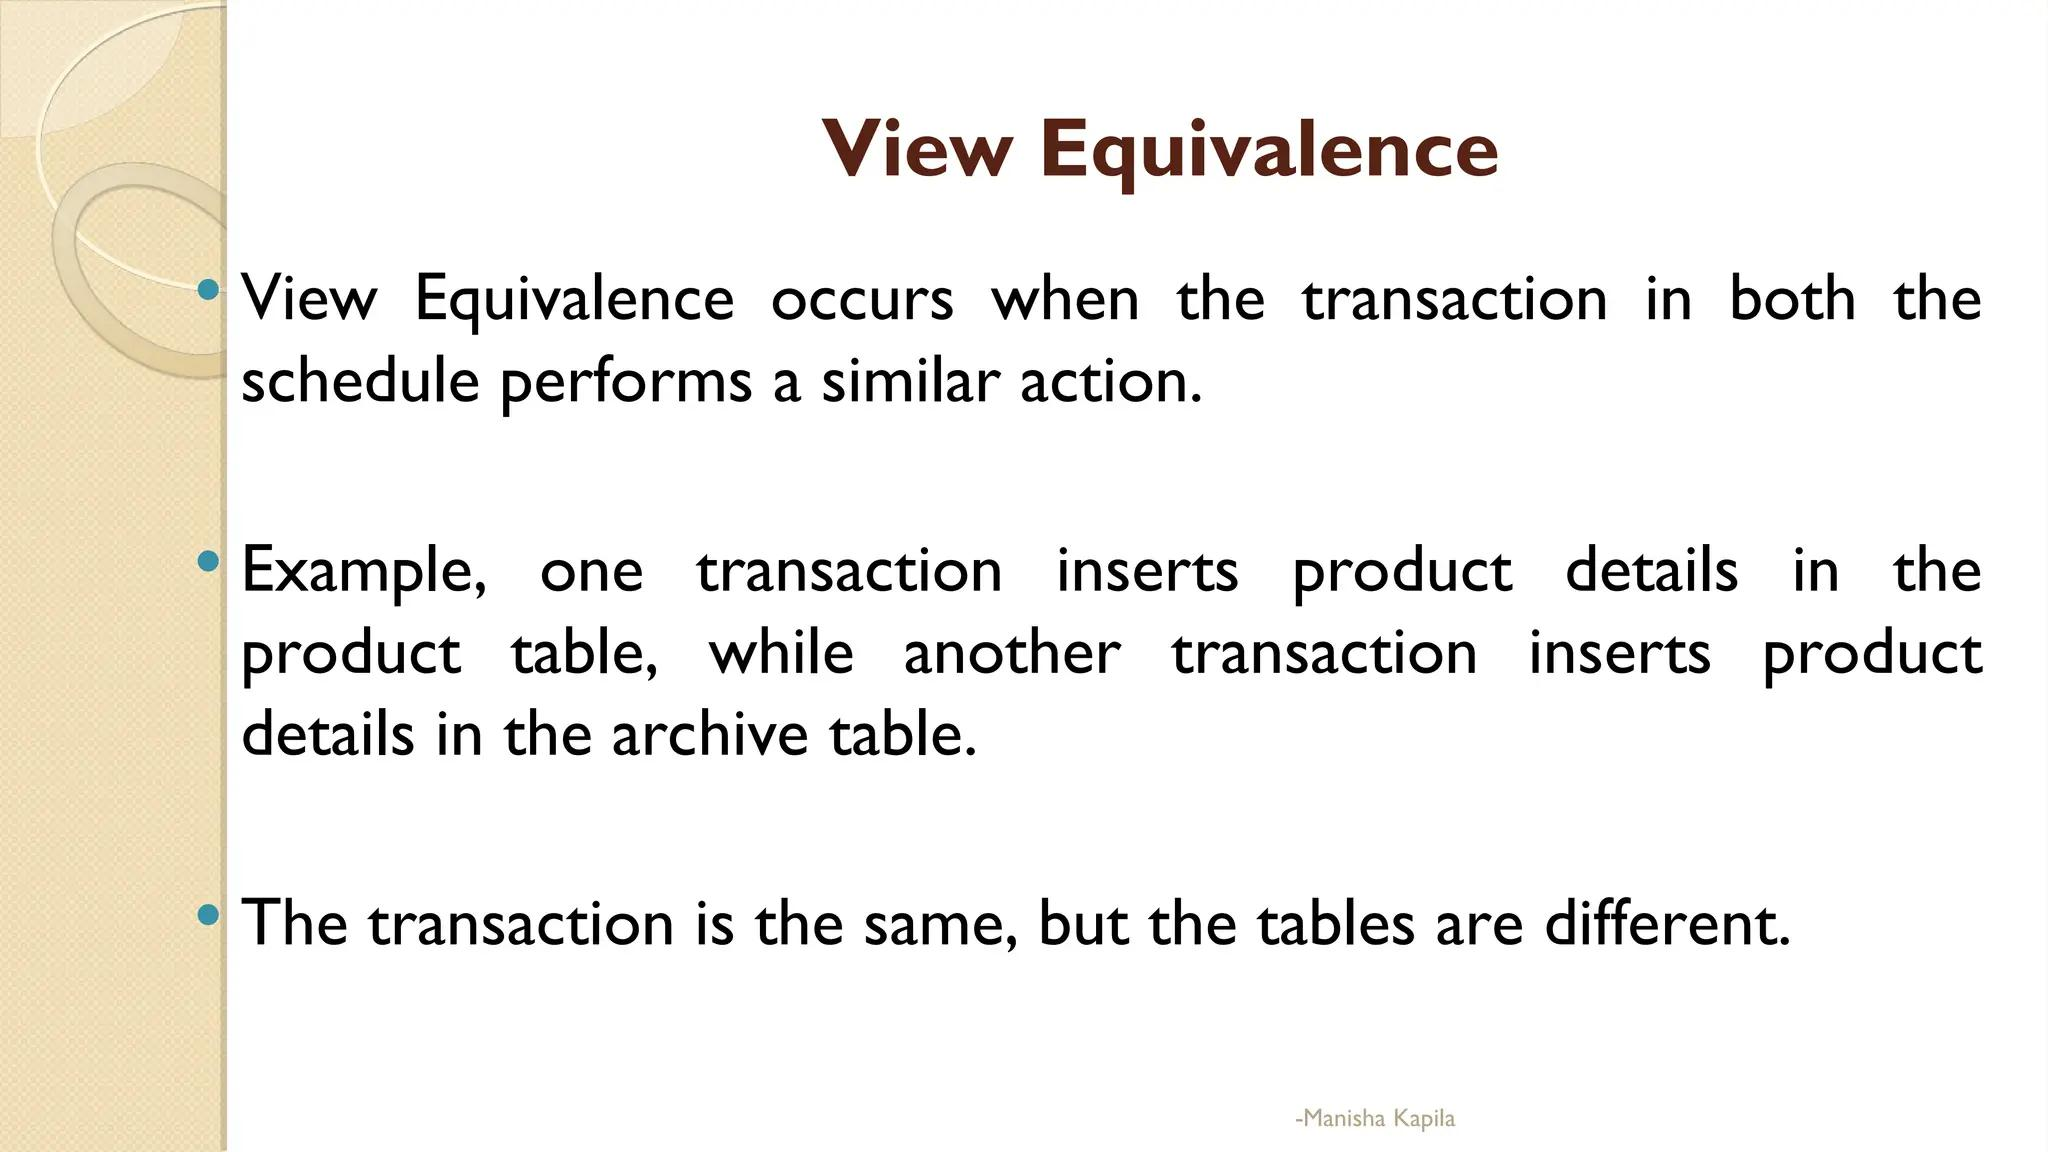 View Equivalence
• View Equivalence occurs when the transaction in both the
schedule performs a similar action.
• Example, one transaction inserts product details in the
product table, while another transaction inserts product
details in the archive table.
• The transaction is the same, but the tables are different.
-Manisha Kapila